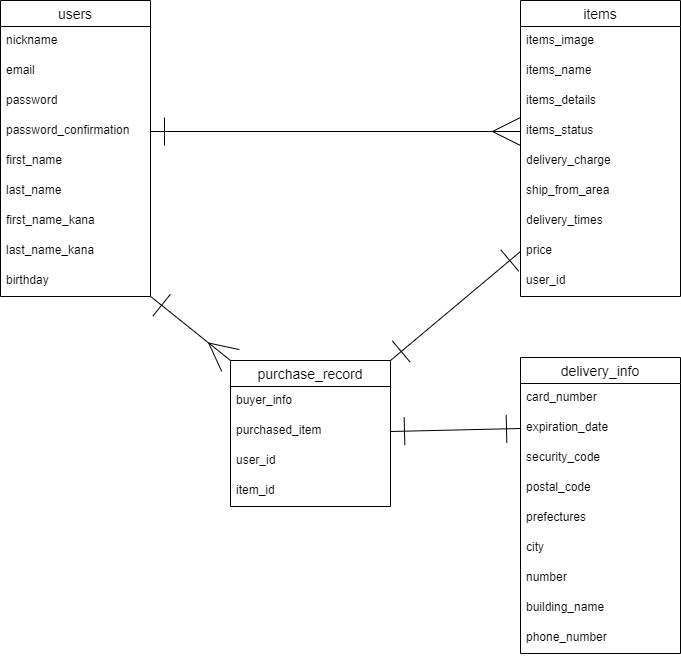 users
nickname
email
password
password_confirmation
first_name
last_name
first_name_kana
last_name_kana
birthday
items
items_image
items_name
items_details
items_status
delivery_charge
ship_from_area
delivery_times
price
user_id
purchase_record
buyer_info
purchased_item
user_id
item_id
delivery_info
card_number
expiration_date
security_code
postal_code
prefectures
city
number
building_name
phone_number